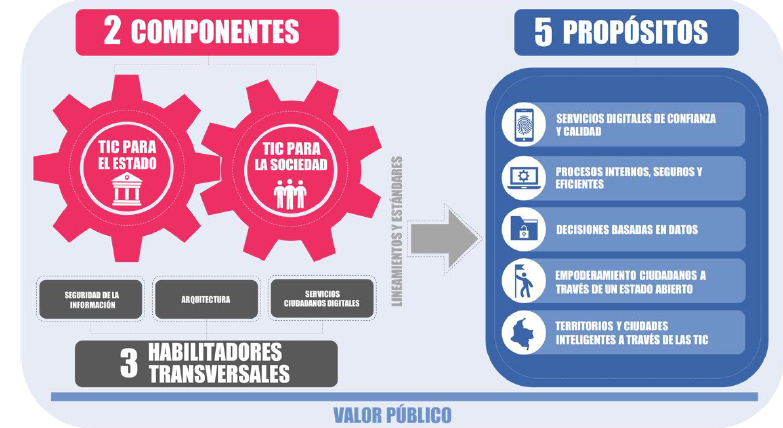 2 COMPONENTES
TIC PARA
EL ESTADO
TIC PARA
LA SOCIEDAD
SEGURIDAD DE LA
INFORMACIÓN
ARQUITECTURA
SERVICIOS
CIUDADANOS DIGITALES
3 HABILITADORES
TRANSVERSALES
LINEAMIENTOS Y ESTÁNDARES
5 PROPÓSITOS
SERVICIOS DIGITALES DE CONFIANZA
Y CALIDAD
PROCESOS INTERNOS, SEGUROS Y
EFICIENTES
DECISIONES BASADAS EN DATOS
EMPODERAMIENTO CIUDADANOS A
TRAVÉS DE UN ESTADO ABIERTO
TERRITORIOS Y CIUDADES
INTELIGENTES A TRAVÉS DE LAS TIC
VALOR PÚBLICO